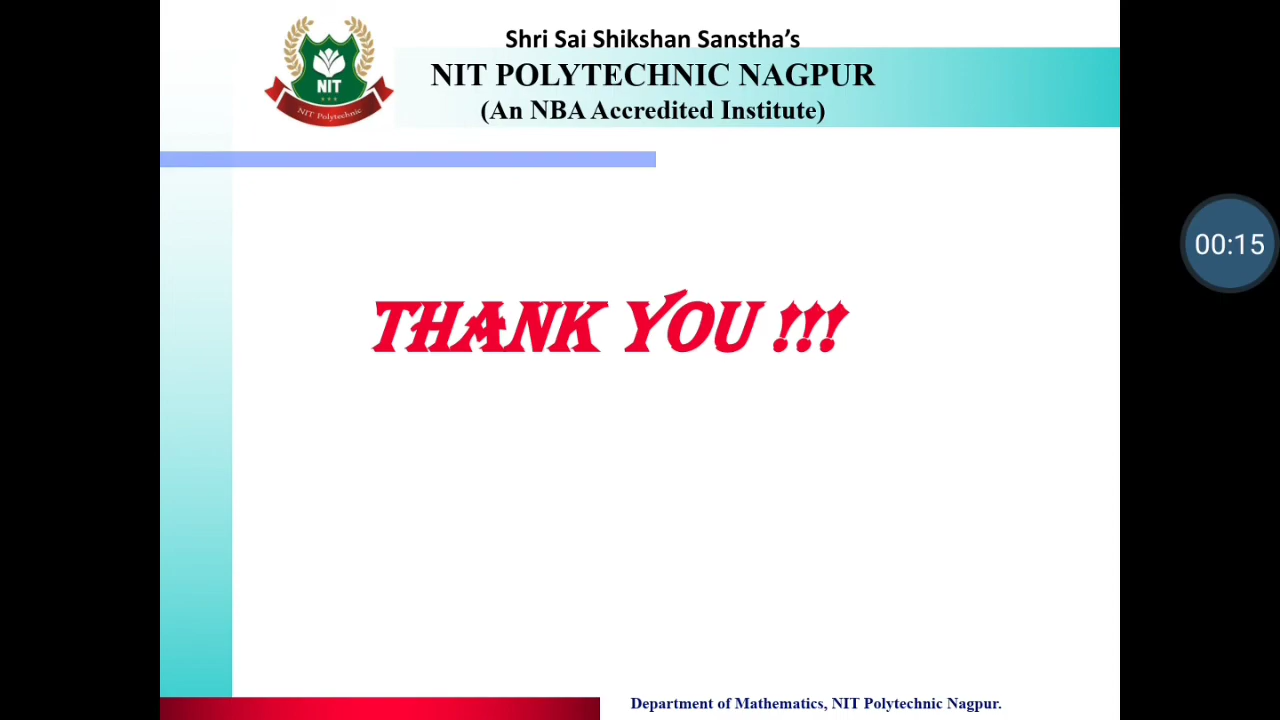 Shri Sai Shikshan Sanstha’s
NIT POLYTECHNIC NAGPUR
(An NBA Accredited Institute)
NIT
NIT Polytechnic
00:15
THANK YOU !!!
Department of Mathematics, NIT Polytechnic Nagpur.